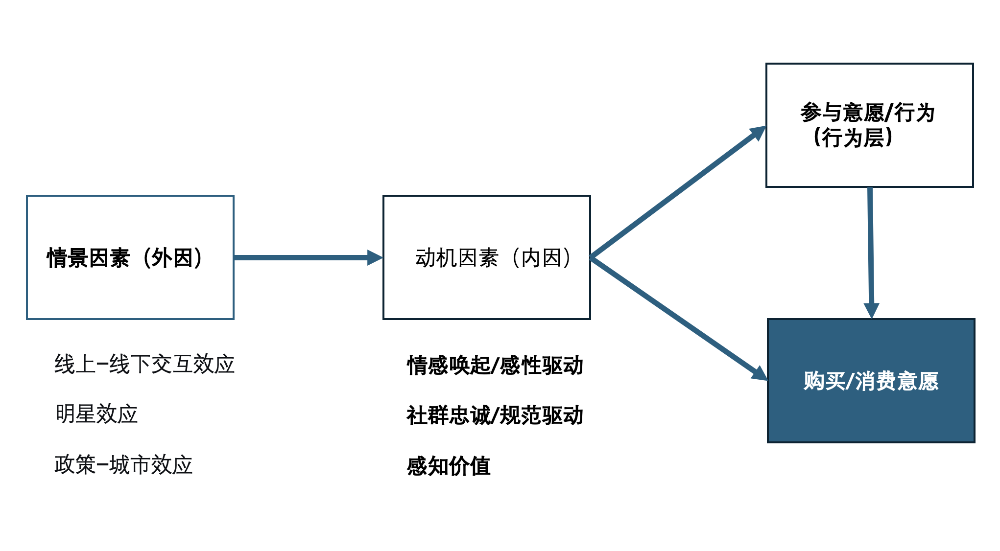 情景因素（外因）
线上–线下交互效应
明星效应
政策–城市效应
动机因素（内因）
情感唤起/感性驱动
社群忠诚/规范驱动
感知价值
参与意愿/行为
（行为层）
购买/消费意愿